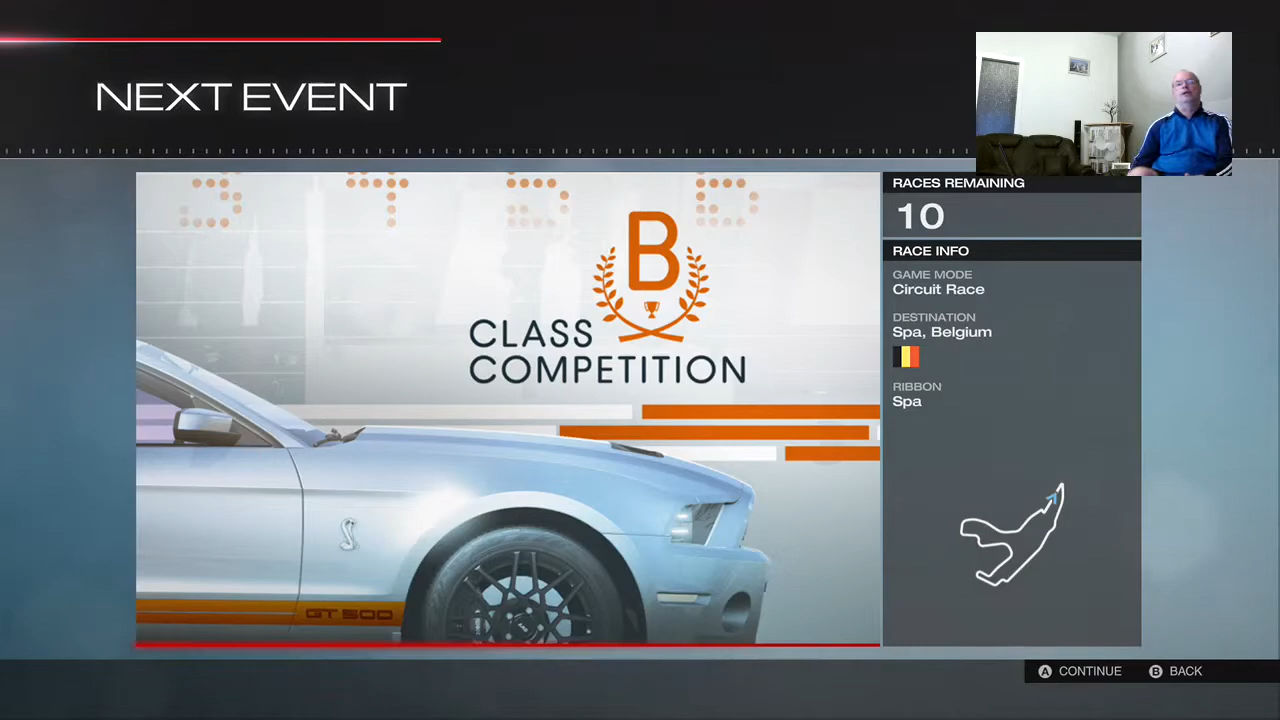 NEXT EVENT
B
CLASS
COMPETITION
GT 500
RACES REMAINING
10
RACE INFO
GAME MODE
Circuit Race
DESTINATION
Spa, Belgium
RIBBON
Spa
A CONTINUE B BACK